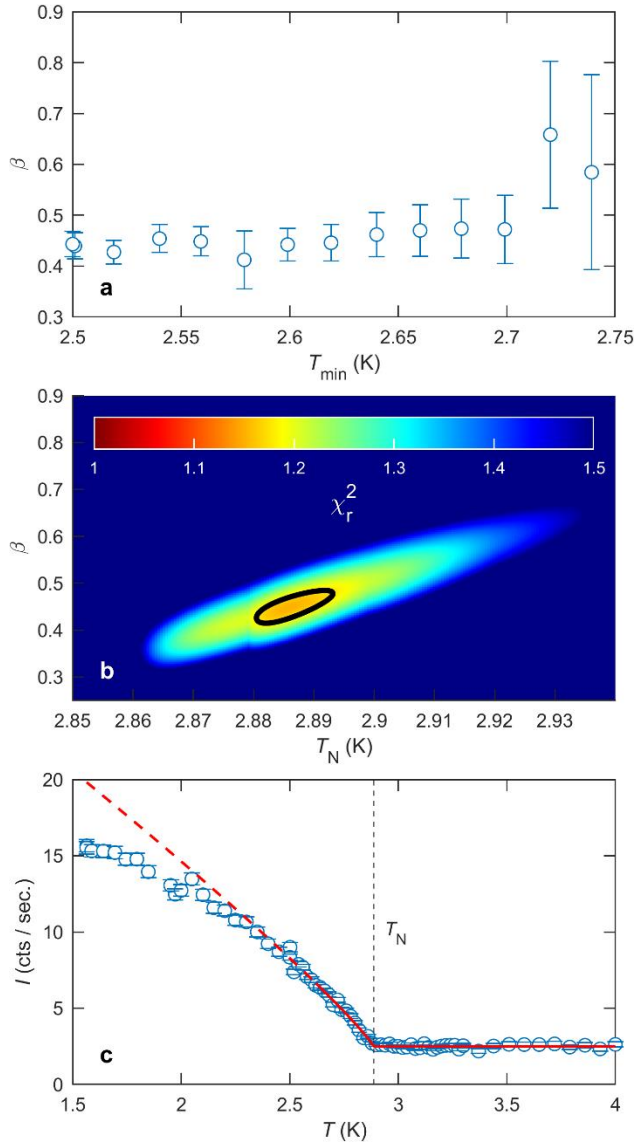 0.9
0.8
0.7
0.6
0.5
0.4
0.3
β
a
2.5 2.55 2.6 2.65 2.7 2.75
T_min (K)
0.9
0.8
0.7
0.6
0.5
0.4
0.3
β
1 1.1 1.2 1.3 1.4 1.5
χ_r^2
b
2.85 2.86 2.87 2.88 2.89 2.9 2.91 2.92 2.93
T_N (K)
20
15
10
5
0
I (cts / sec.)
T_N
c
1.5 2 2.5 3 3.5 4
T (K)